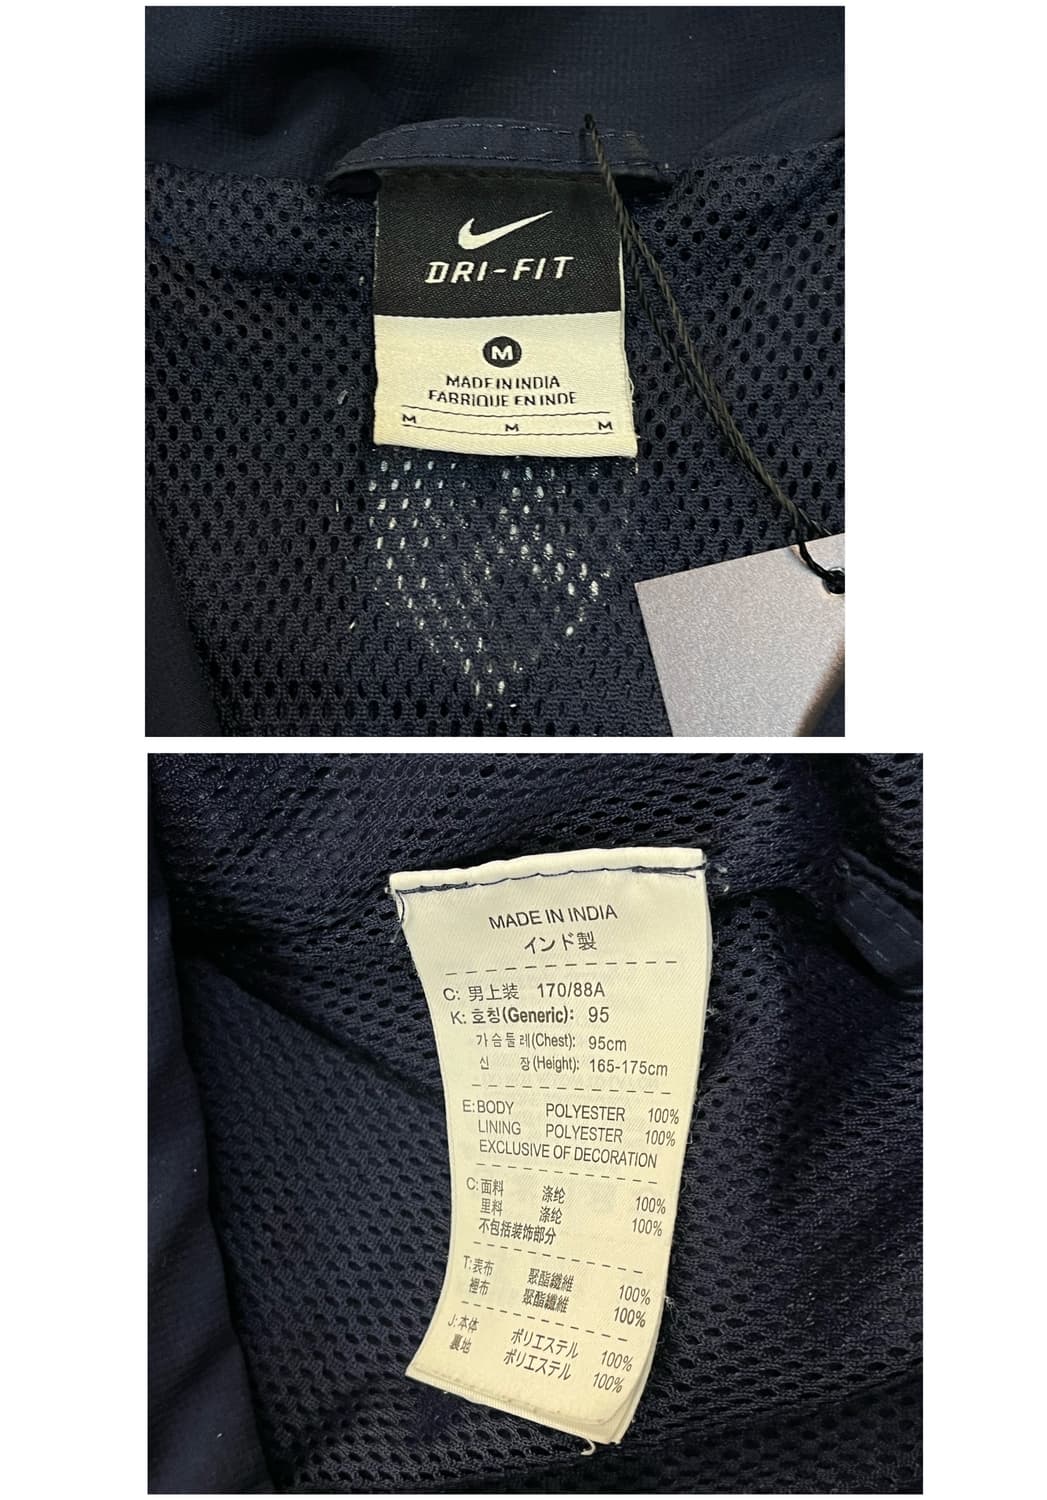 DRI-FIT
M
MADE IN INDIA
FABRIQUE EN INDE
M M M
MADE IN INDIA
インド製
C: 男上装 170/88A
K: 호칭(Generic): 95
가슴둘레(Chest): 95cm
신 장(Height): 165-175cm
E: BODY POLYESTER 100%
LINING POLYESTER 100%
EXCLUSIVE OF DECORATION
C: 面料 涤纶 100%
里料 涤纶 100%
不包括装饰部分
T: 表布 聚酯纖維 100%
裡布 聚酯纖維 100%
J: 本体 ポリエステル 100%
裏地 ポリエステル 100%